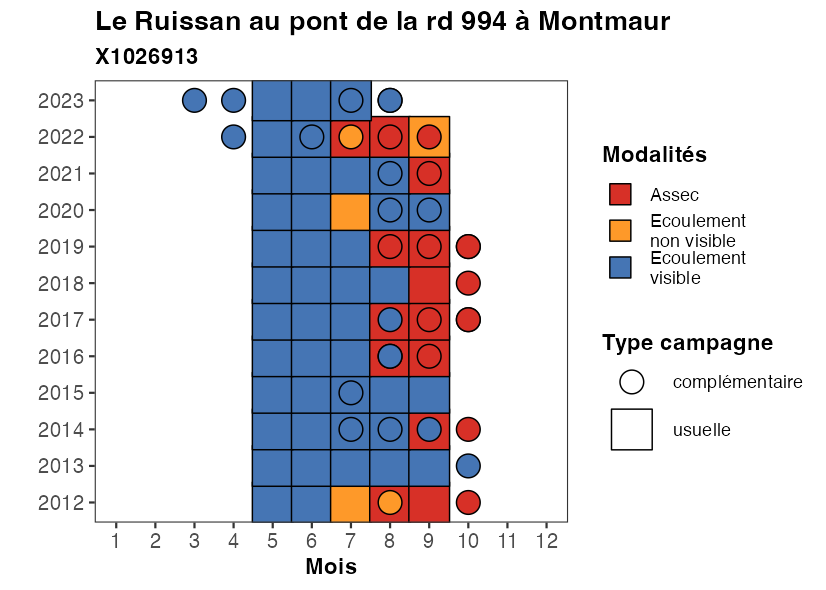 Le Ruissan au pont de la rd 994 à Montmaur
X1026913
2023
2022
2021
2020
2019
2018
2017
2016
2015
2014
2013
2012
1 2 3 4 5 6 7 8 9 10 11 12
Mois
Modalités
Assec
Ecoulement
non visible
Ecoulement
visible
Type campagne
complémentaire
usuelle